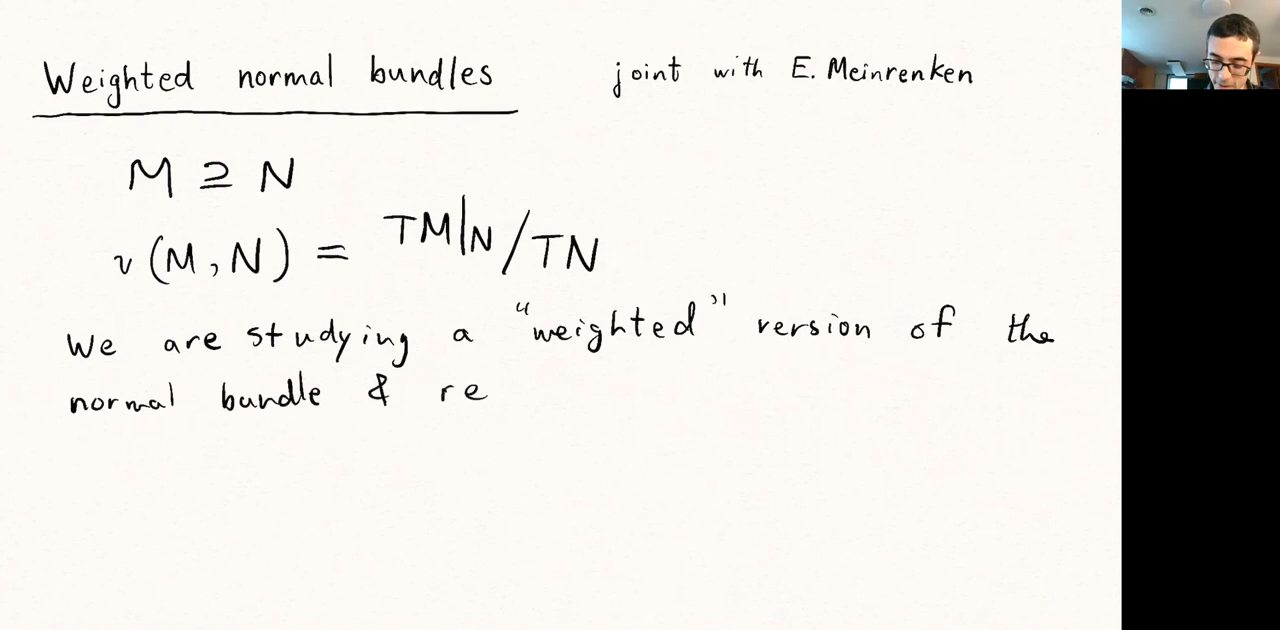 Weighted normal bundles joint with E. Meinrenken
M ⊇ N
ν(M,N) = TM|N/TN
We are studying a "weighted" version of the
normal bundle & re